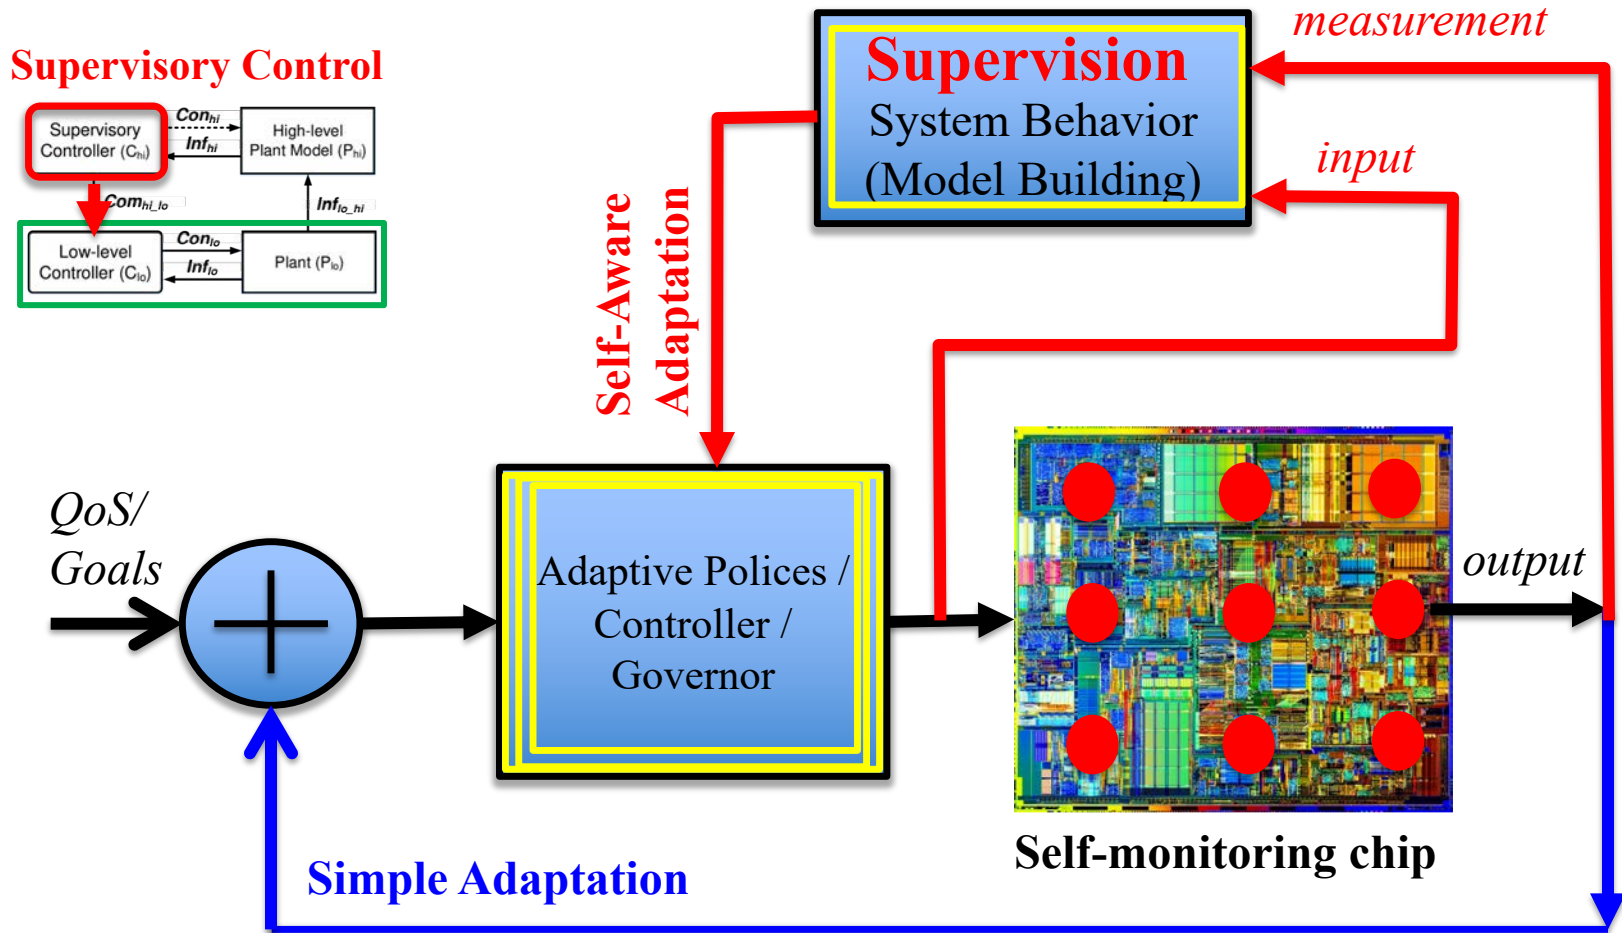 Supervisory Control
Supervisory
Controller (Chi)
Conhi
Infhi
High-level
Plant Model (Phi)
Comhi_lo
Inflo_hi
Low-level
Controller (Clo)
Conlo
Inflo
Plant (Plo)
Supervision
System Behavior
(Model Building)
measurement
input
Self-Aware
Adaptation
QoS/
Goals
Adaptive Polices /
Controller /
Governor
output
Self-monitoring chip
Simple Adaptation